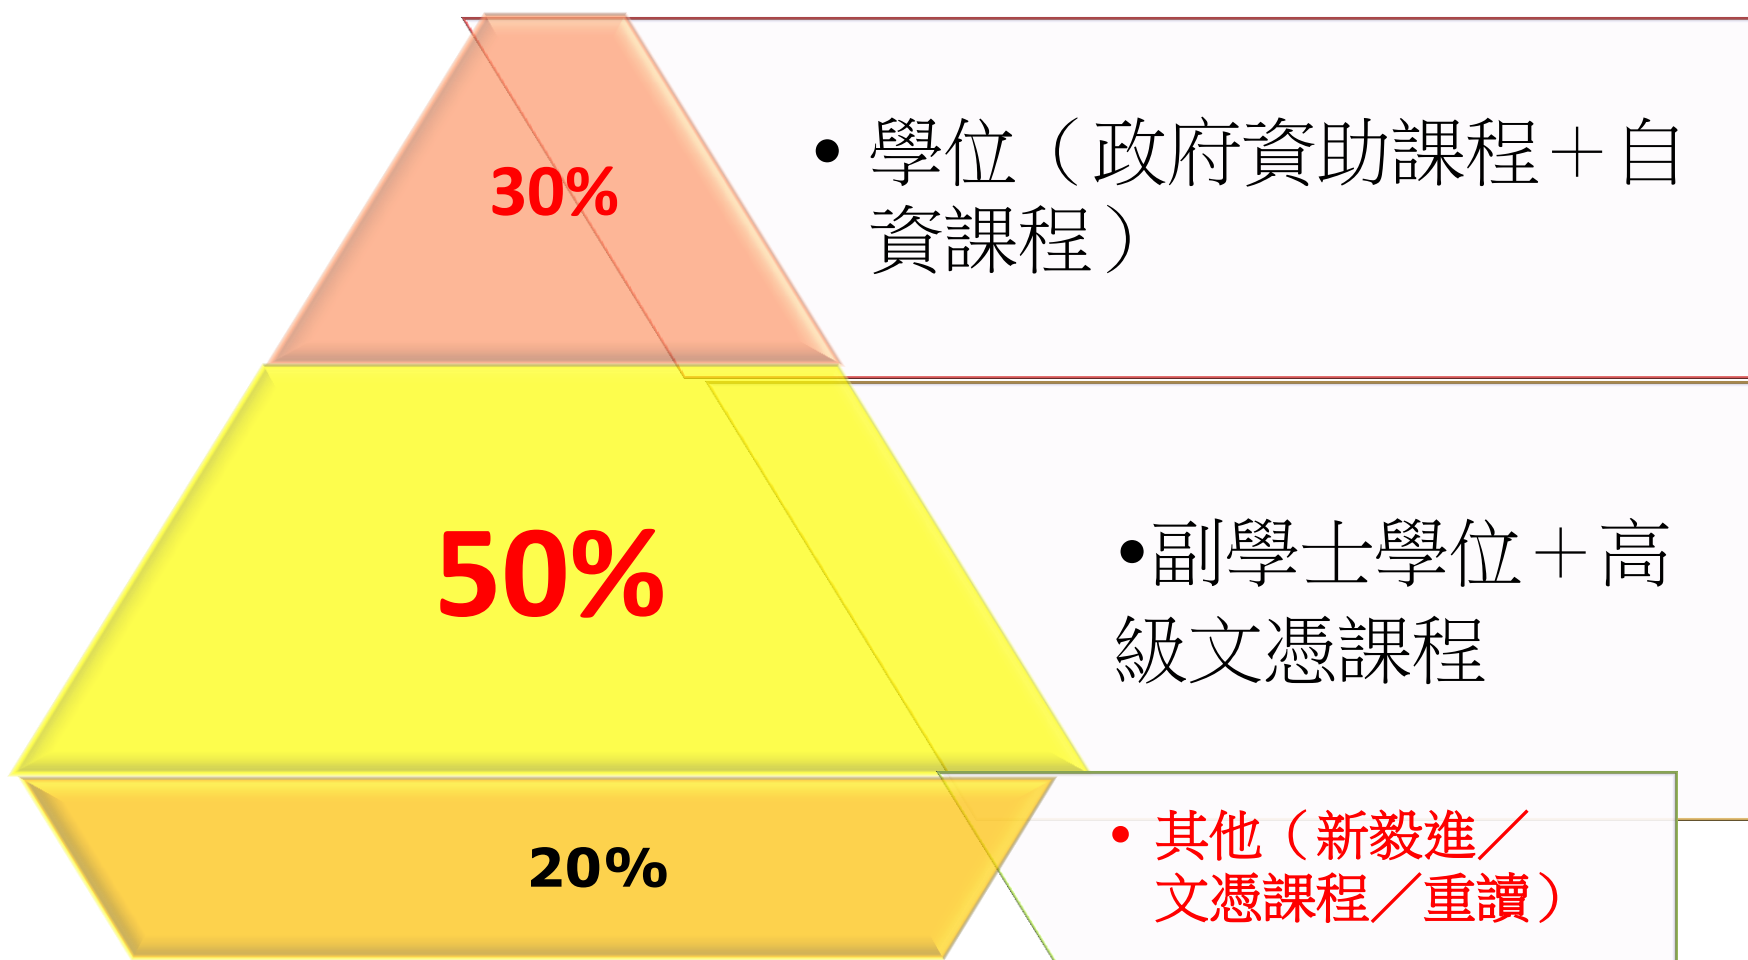 30%
• 學位（政府資助課程＋自
資課程）
50%
•副學士學位＋高
級文憑課程
20%
• 其他（新毅進／
文憑課程／重讀）